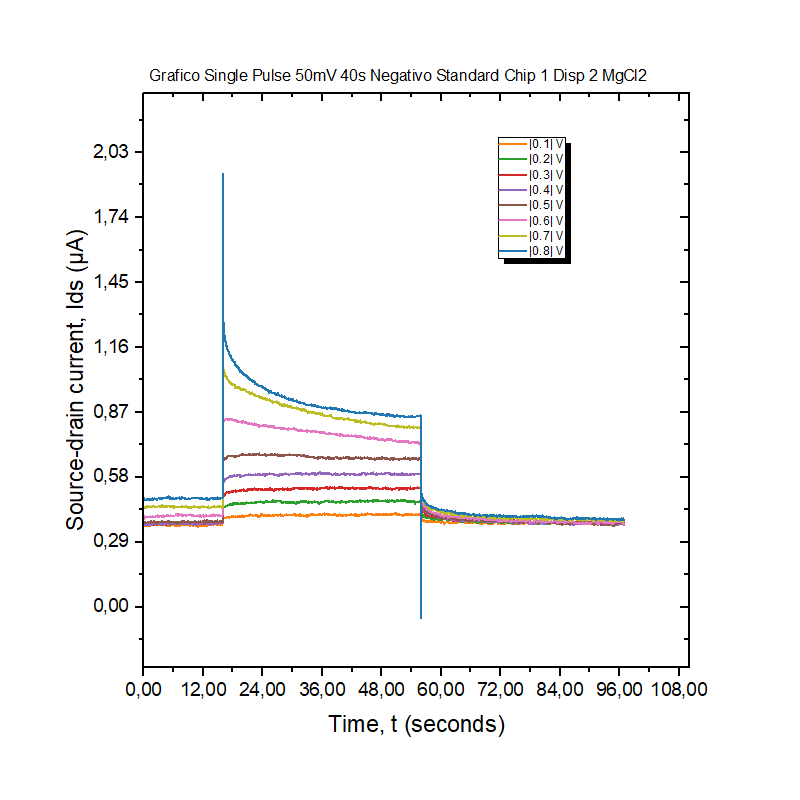 Grafico Single Pulse 50mV 40s Negativo Standard Chip 1 Disp 2 MgCl2
|0.1| V
|0.2| V
|0.3| V
|0.4| V
|0.5| V
|0.6| V
|0.7| V
|0.8| V
Source-drain current, Ids (µA)
2,03
1,74
1,45
1,16
0,87
0,58
0,29
0,00
0,00 12,00 24,00 36,00 48,00 60,00 72,00 84,00 96,00 108,00
Time, t (seconds)